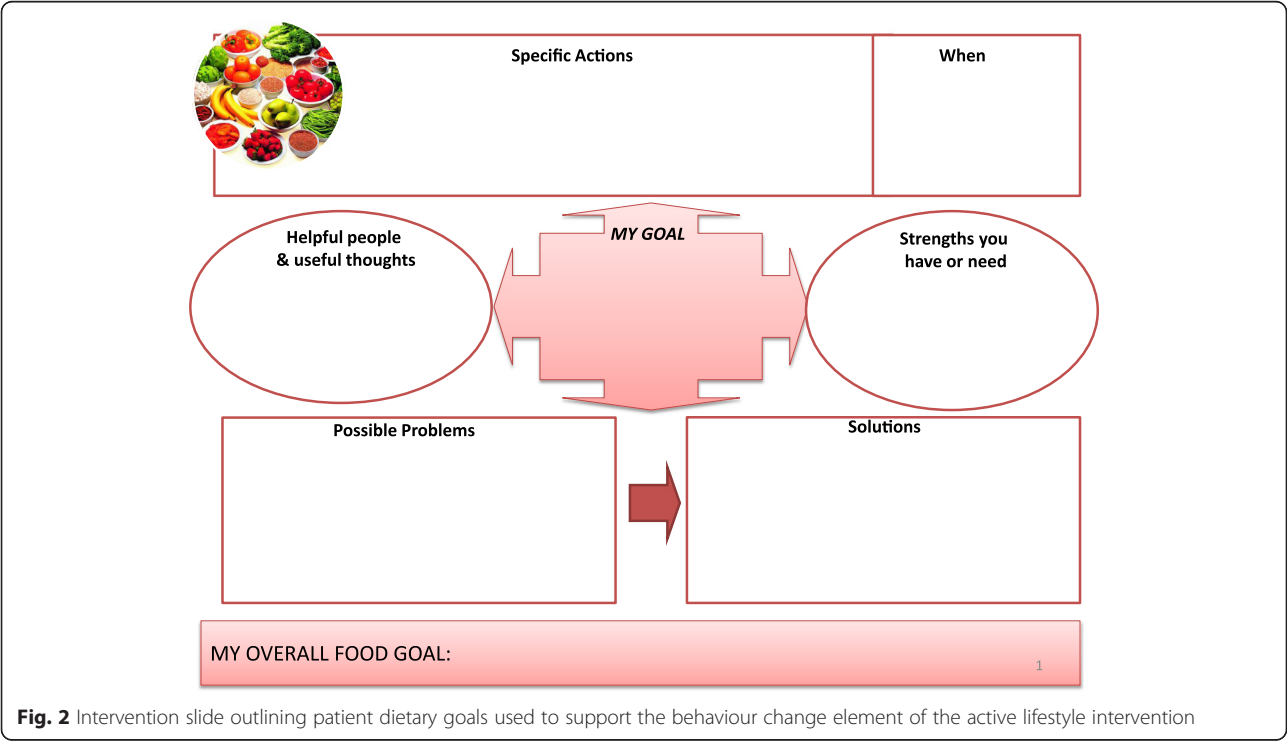 Specific Actions
When
MY GOAL
Helpful people
& useful thoughts
Strengths you
have or need
Possible Problems
Solutions
MY OVERALL FOOD GOAL:
1
Fig. 2 Intervention slide outlining patient dietary goals used to support the behaviour change element of the active lifestyle intervention